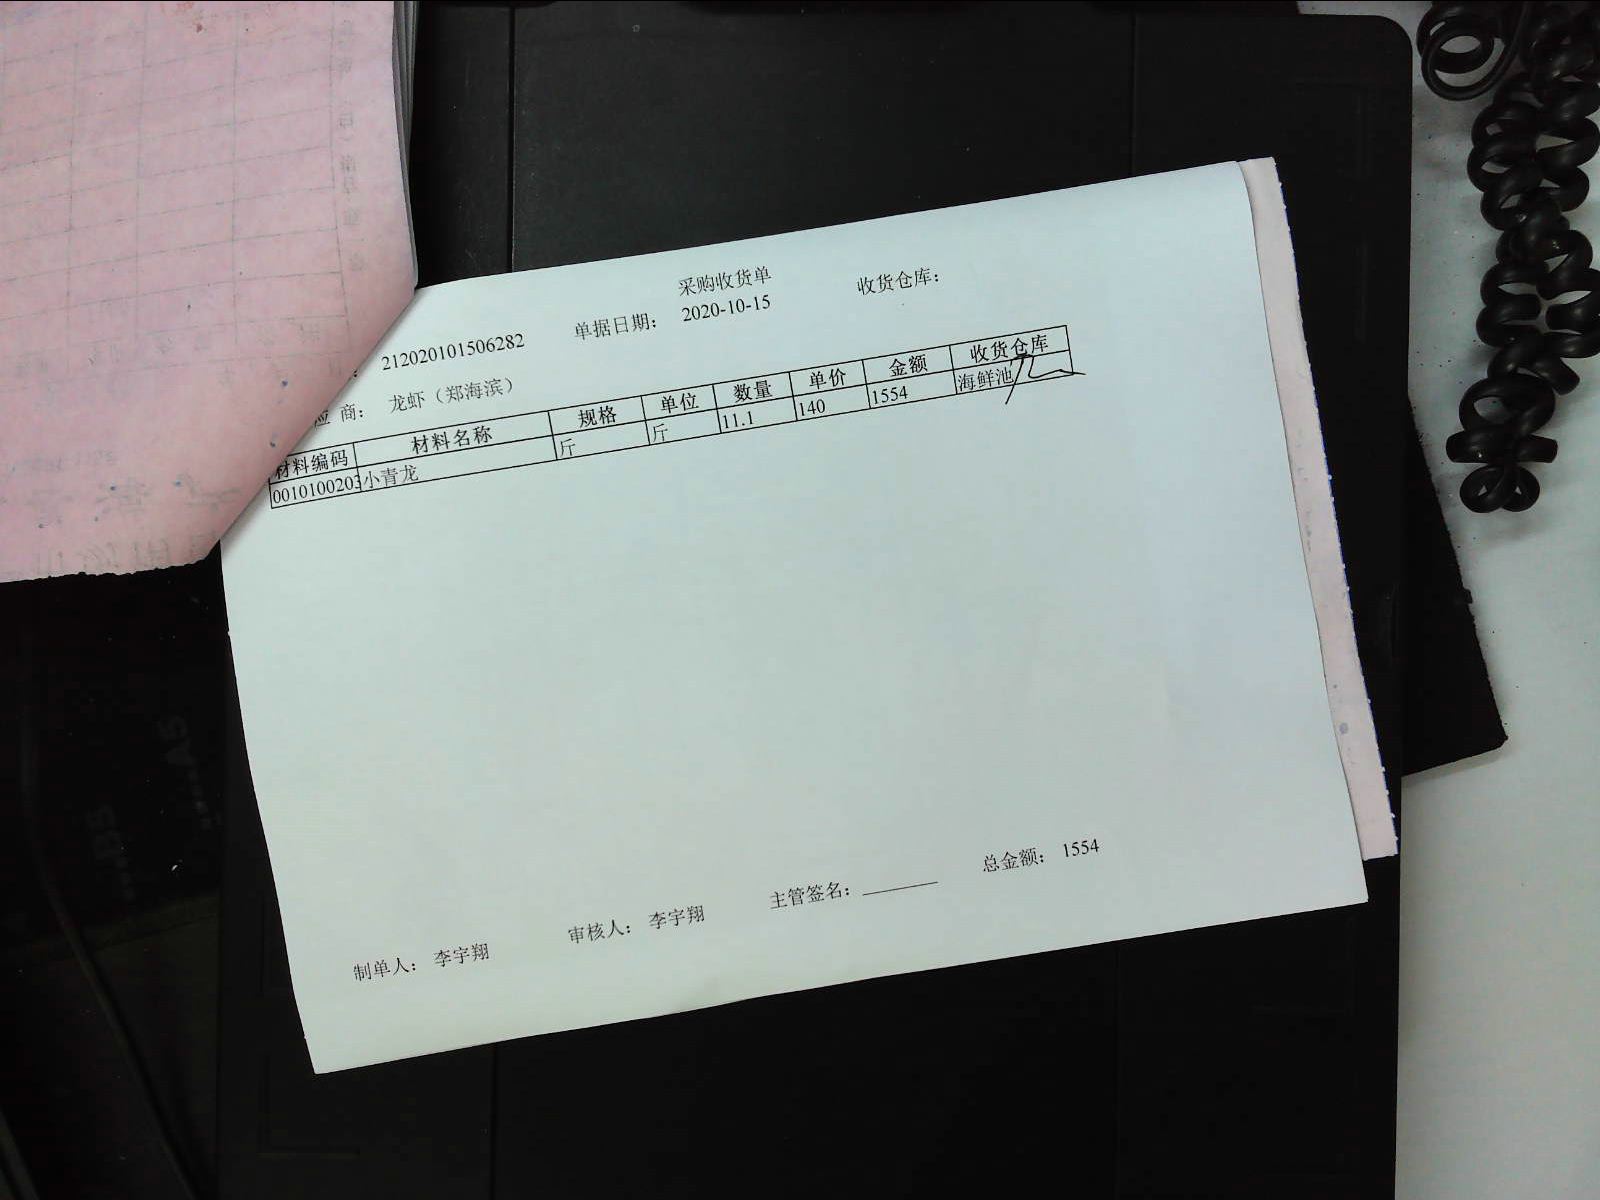 采购收货单
212020101506282 单据日期： 2020-10-15 收货仓库：
应 商： 龙虾（郑海滨）
材料编码 材料名称 规格 单位 数量 单价 金额 收货仓库
0010100203 小青龙 斤 斤 11.1 140 1554 海鲜池
总金额： 1554
制单人： 李宇翔 审核人： 李宇翔 主管签名：